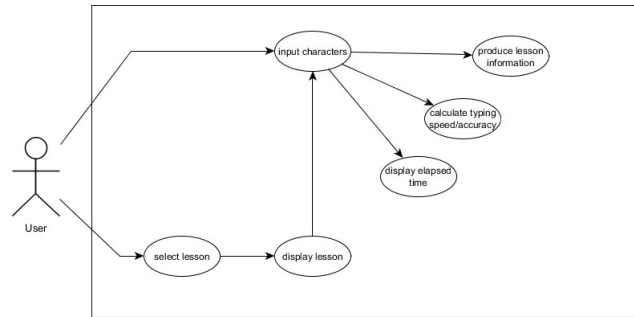 input characters
produce lesson
information
calculate typing
speed/accuracy
display elapsed
time
User
select lesson
display lesson